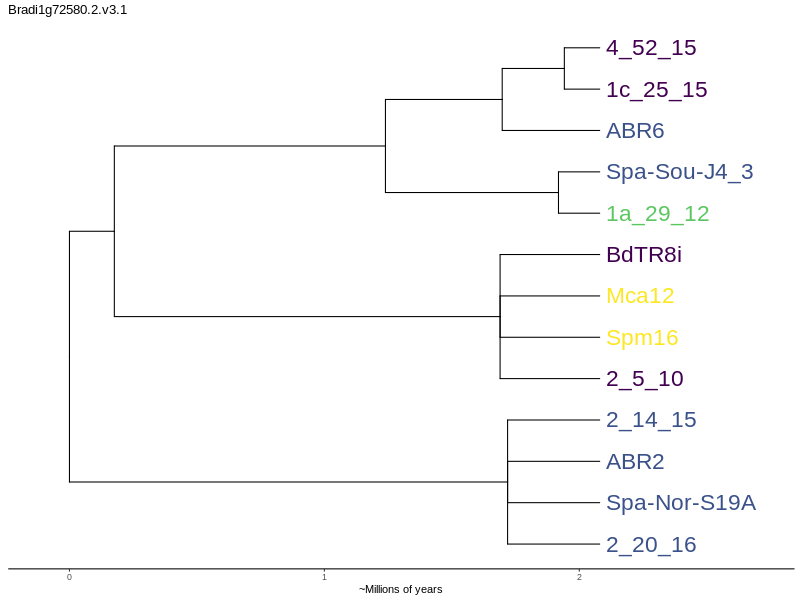 Bradi1g72580.2.v3.1
4_52_15
1c_25_15
ABR6
Spa-Sou-J4_3
1a_29_12
BdTR8i
Mca12
Spm16
2_5_10
2_14_15
ABR2
Spa-Nor-S19A
2_20_16
0 1 2
~Millions of years